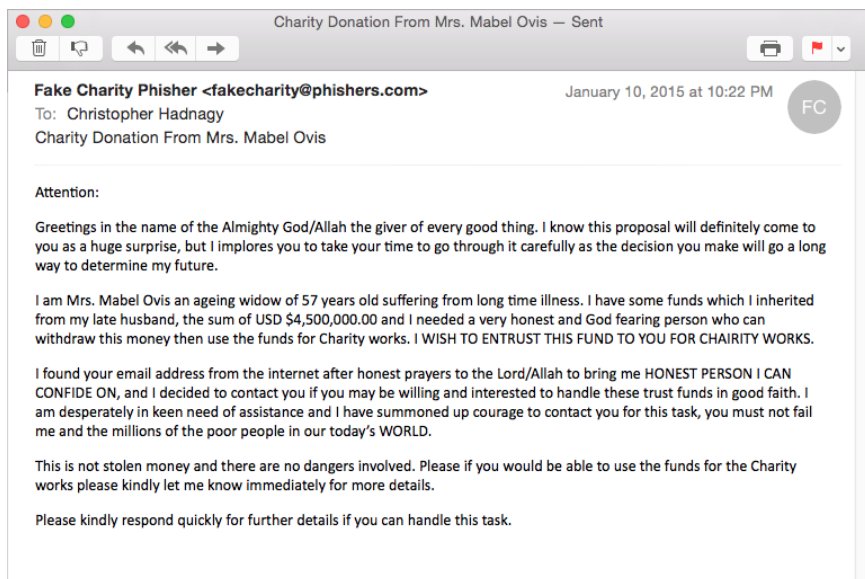 Charity Donation From Mrs. Mabel Ovis — Sent
Fake Charity Phisher <fakecharity@phishers.com>
January 10, 2015 at 10:22 PM
FC
To: Christopher Hadnagy
Charity Donation From Mrs. Mabel Ovis
Attention:
Greetings in the name of the Almighty God/Allah the giver of every good thing. I know this proposal will definitely come to
you as a huge surprise, but I implores you to take your time to go through it carefully as the decision you make will go a long
way to determine my future.
I am Mrs. Mabel Ovis an ageing widow of 57 years old suffering from long time illness. I have some funds which I inherited
from my late husband, the sum of USD $4,500,000.00 and I needed a very honest and God fearing person who can
withdraw this money then use the funds for Charity works. I WISH TO ENTRUST THIS FUND TO YOU FOR CHAIRITY WORKS.
I found your email address from the internet after honest prayers to the Lord/Allah to bring me HONEST PERSON I CAN
CONFIDE ON, and I decided to contact you if you may be willing and interested to handle these trust funds in good faith. I
am desperately in keen need of assistance and I have summoned up courage to contact you for this task, you must not fail
me and the millions of the poor people in our today's WORLD.
This is not stolen money and there are no dangers involved. Please if you would be able to use the funds for the Charity
works please kindly let me know immediately for more details.
Please kindly respond quickly for further details if you can handle this task.